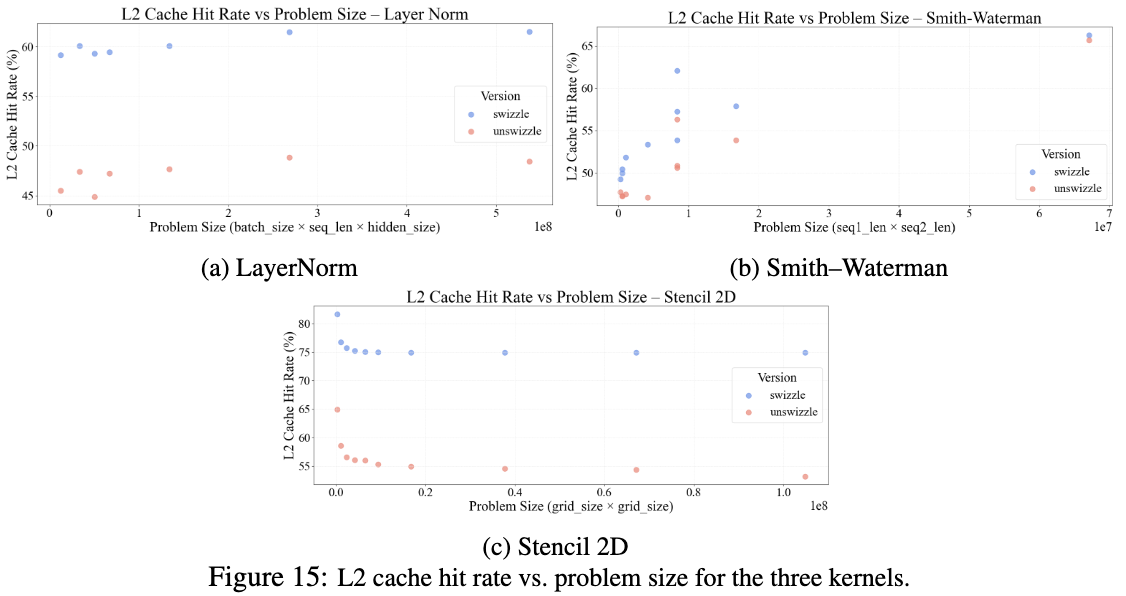 L2 Cache Hit Rate vs Problem Size – Layer Norm
L2 Cache Hit Rate (%)
60
55
50
45
Version
swizzle
unswizzle
0 1 2 3 4 5
1e8
Problem Size (batch_size × seq_len × hidden_size)
(a) LayerNorm
L2 Cache Hit Rate vs Problem Size – Smith-Waterman
L2 Cache Hit Rate (%)
65
60
55
50
Version
swizzle
unswizzle
0 1 2 3 4 5 6 7
1e7
Problem Size (seq1_len × seq2_len)
(b) Smith–Waterman
L2 Cache Hit Rate vs Problem Size – Stencil 2D
L2 Cache Hit Rate (%)
80
75
70
65
60
55
Version
swizzle
unswizzle
0.0 0.2 0.4 0.6 0.8 1.0
1e8
Problem Size (grid_size × grid_size)
(c) Stencil 2D
Figure 15: L2 cache hit rate vs. problem size for the three kernels.